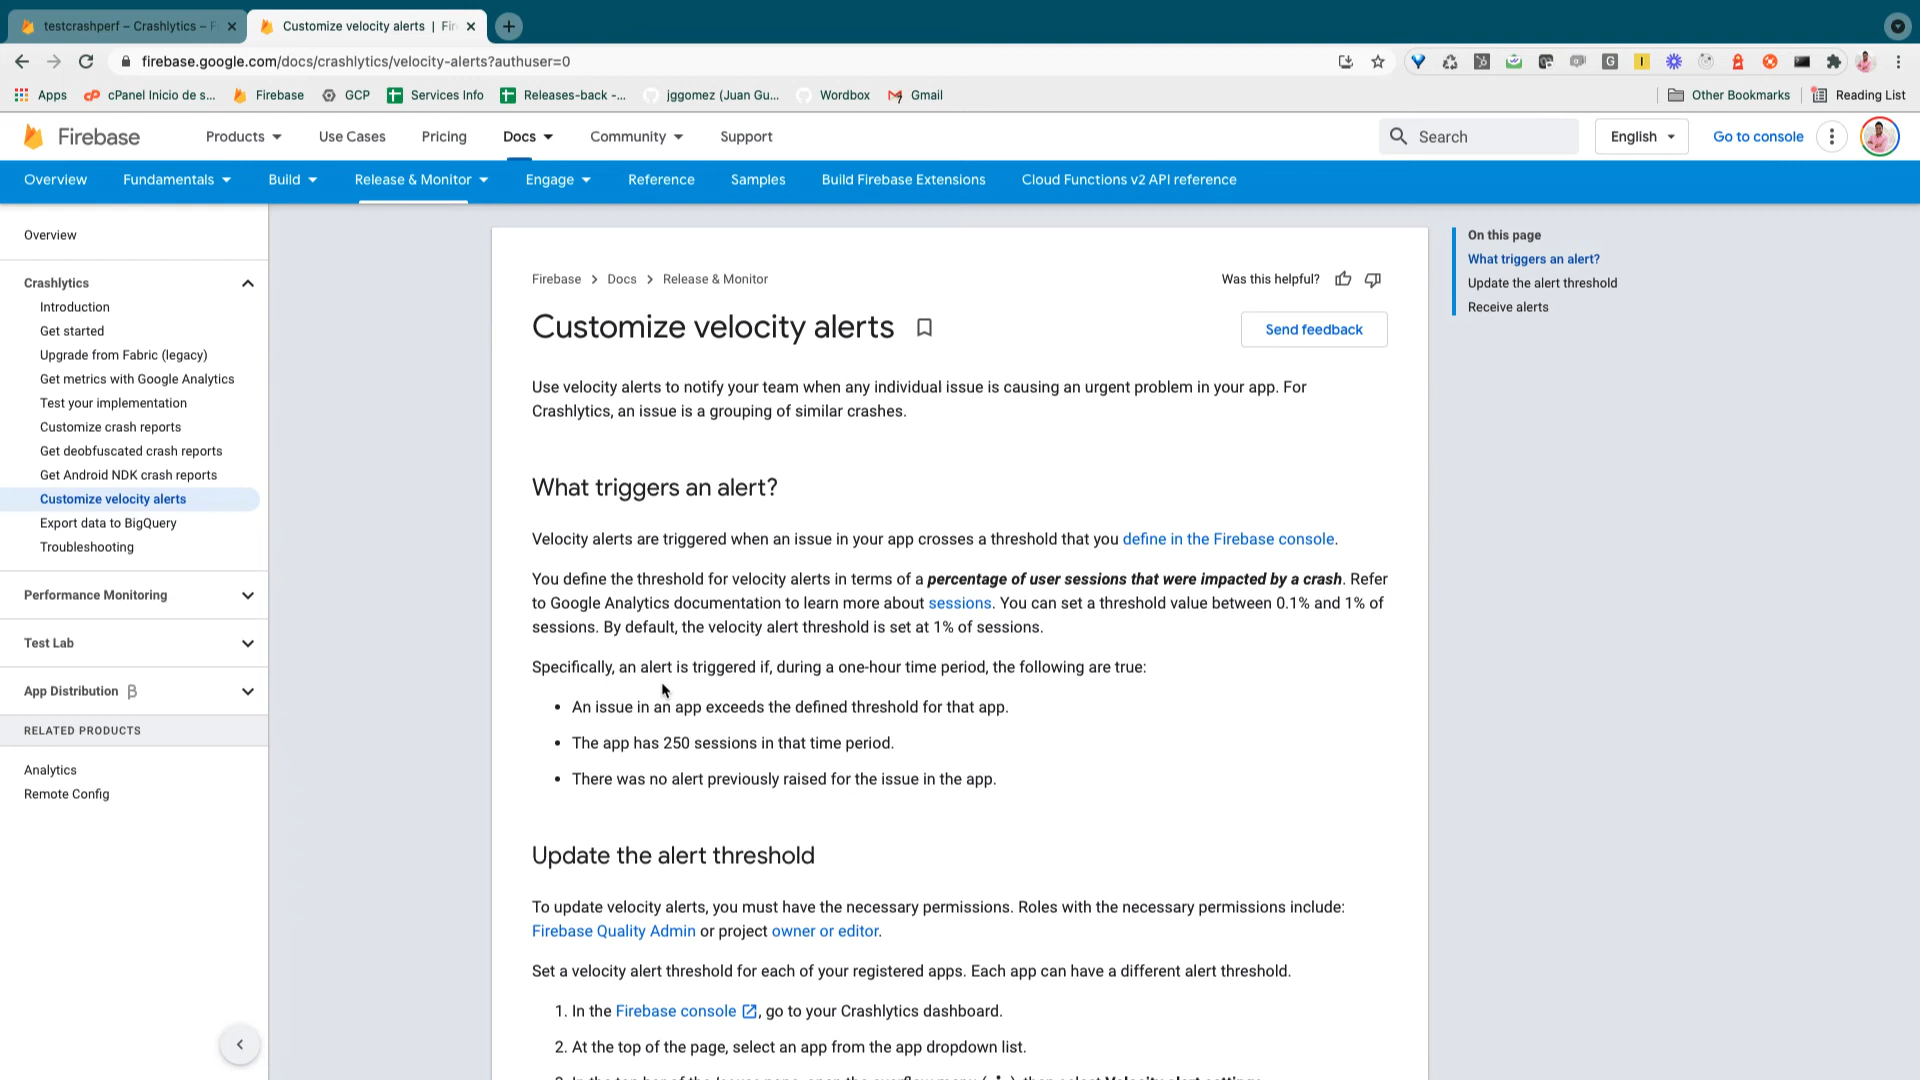 testcrashperf – Crashlytics – F
Customize velocity alerts | Fir
firebase.google.com/docs/crashlytics/velocity-alerts?authuser=0
Apps
cPanel Inicio de s...
Firebase
GCP
Services Info
Releases-back -...
jggomez (Juan Gu...
Wordbox
Gmail
Other Bookmarks
Reading List
Firebase
Products
Use Cases
Pricing
Docs
Community
Support
Search
English
Go to console
Overview
Fundamentals
Build
Release & Monitor
Engage
Reference
Samples
Build Firebase Extensions
Cloud Functions v2 API reference
Overview
Crashlytics
Introduction
Get started
Upgrade from Fabric (legacy)
Get metrics with Google Analytics
Test your implementation
Customize crash reports
Get deobfuscated crash reports
Get Android NDK crash reports
Customize velocity alerts
Export data to BigQuery
Troubleshooting
Performance Monitoring
Test Lab
App Distribution β
RELATED PRODUCTS
Analytics
Remote Config
Firebase > Docs > Release & Monitor
Was this helpful?
Customize velocity alerts
Send feedback
Use velocity alerts to notify your team when any individual issue is causing an urgent problem in your app. For
Crashlytics, an issue is a grouping of similar crashes.
What triggers an alert?
Velocity alerts are triggered when an issue in your app crosses a threshold that you define in the Firebase console.
You define the threshold for velocity alerts in terms of a percentage of user sessions that were impacted by a crash. Refer
to Google Analytics documentation to learn more about sessions. You can set a threshold value between 0.1% and 1% of
sessions. By default, the velocity alert threshold is set at 1% of sessions.
Specifically, an alert is triggered if, during a one-hour time period, the following are true:
• An issue in an app exceeds the defined threshold for that app.
• The app has 250 sessions in that time period.
• There was no alert previously raised for the issue in the app.
Update the alert threshold
To update velocity alerts, you must have the necessary permissions. Roles with the necessary permissions include:
Firebase Quality Admin or project owner or editor.
Set a velocity alert threshold for each of your registered apps. Each app can have a different alert threshold.
1. In the Firebase console, go to your Crashlytics dashboard.
2. At the top of the page, select an app from the app dropdown list.
On this page
What triggers an alert?
Update the alert threshold
Receive alerts